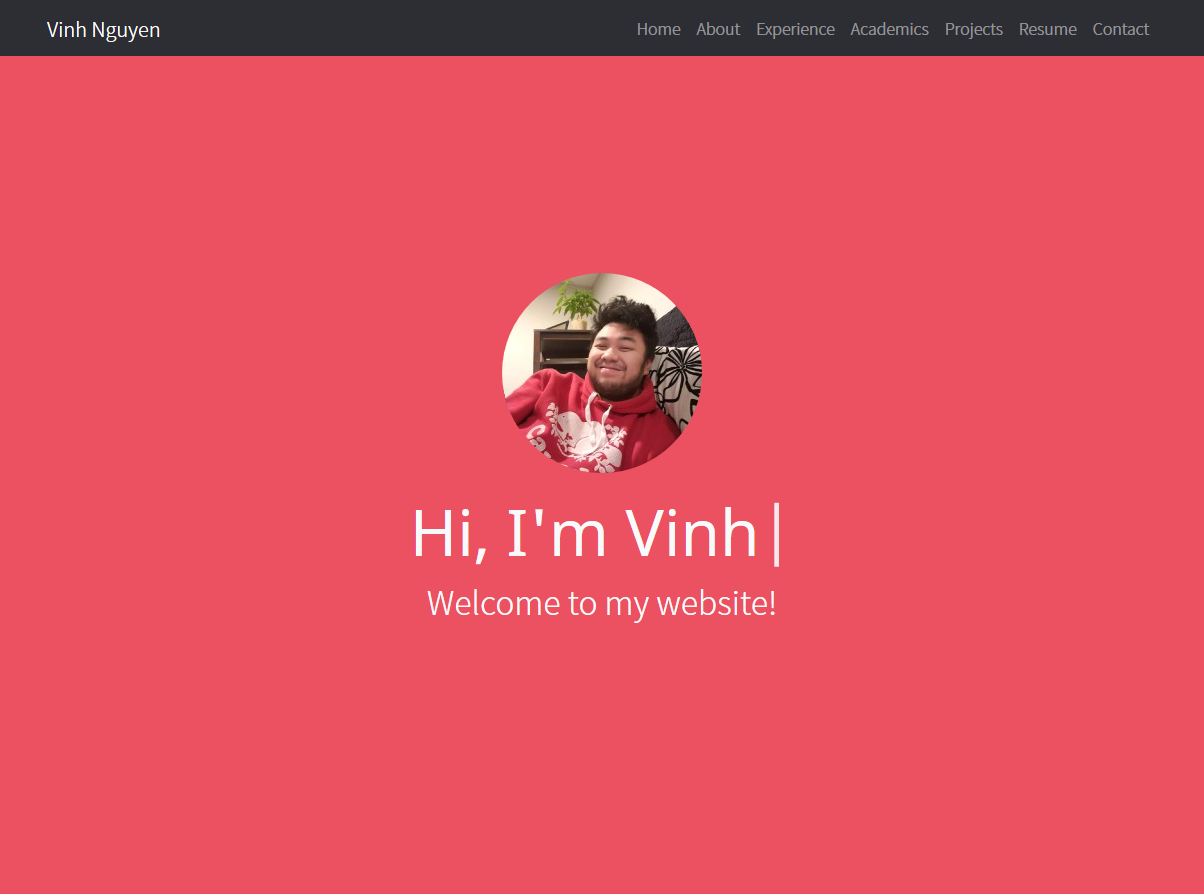 Vinh Nguyen
Home About Experience Academics Projects Resume Contact
Hi, I'm Vinh|
Welcome to my website!